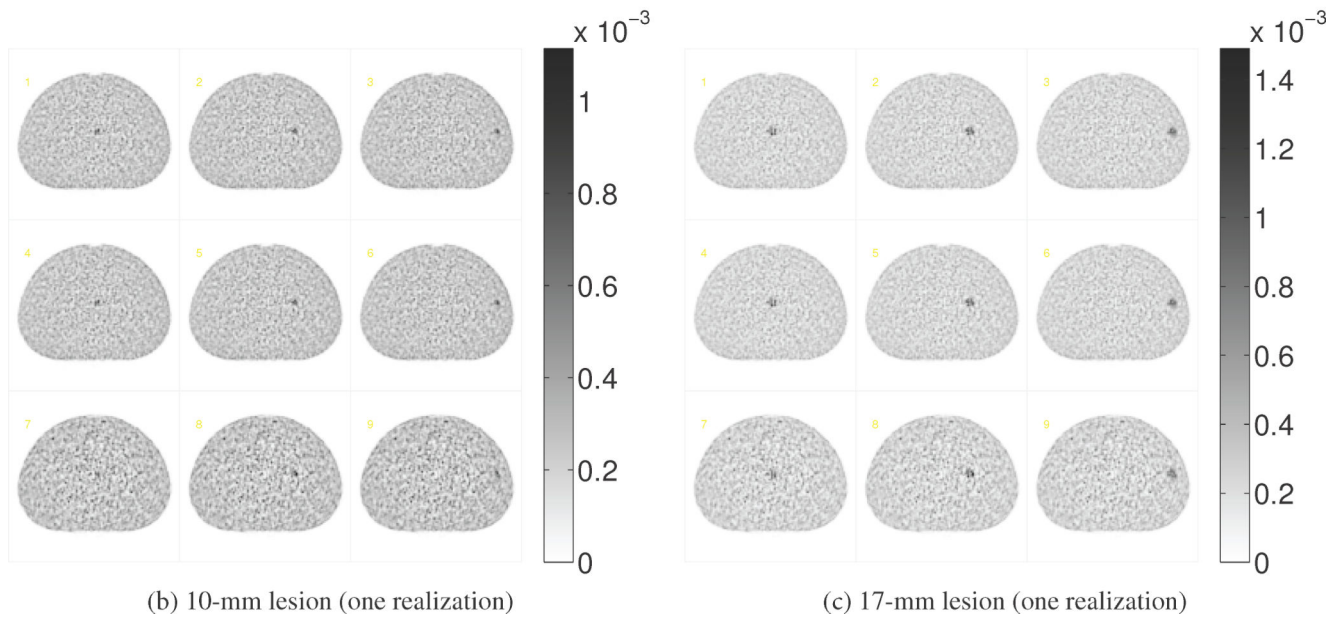 x 10−3
1 2 3
4 5 6
7 8 9
1
0.8
0.6
0.4
0.2
0
(b) 10-mm lesion (one realization)
x 10−3
1 2 3
4 5 6
7 8 9
1.4
1.2
1
0.8
0.6
0.4
0.2
0
(c) 17-mm lesion (one realization)